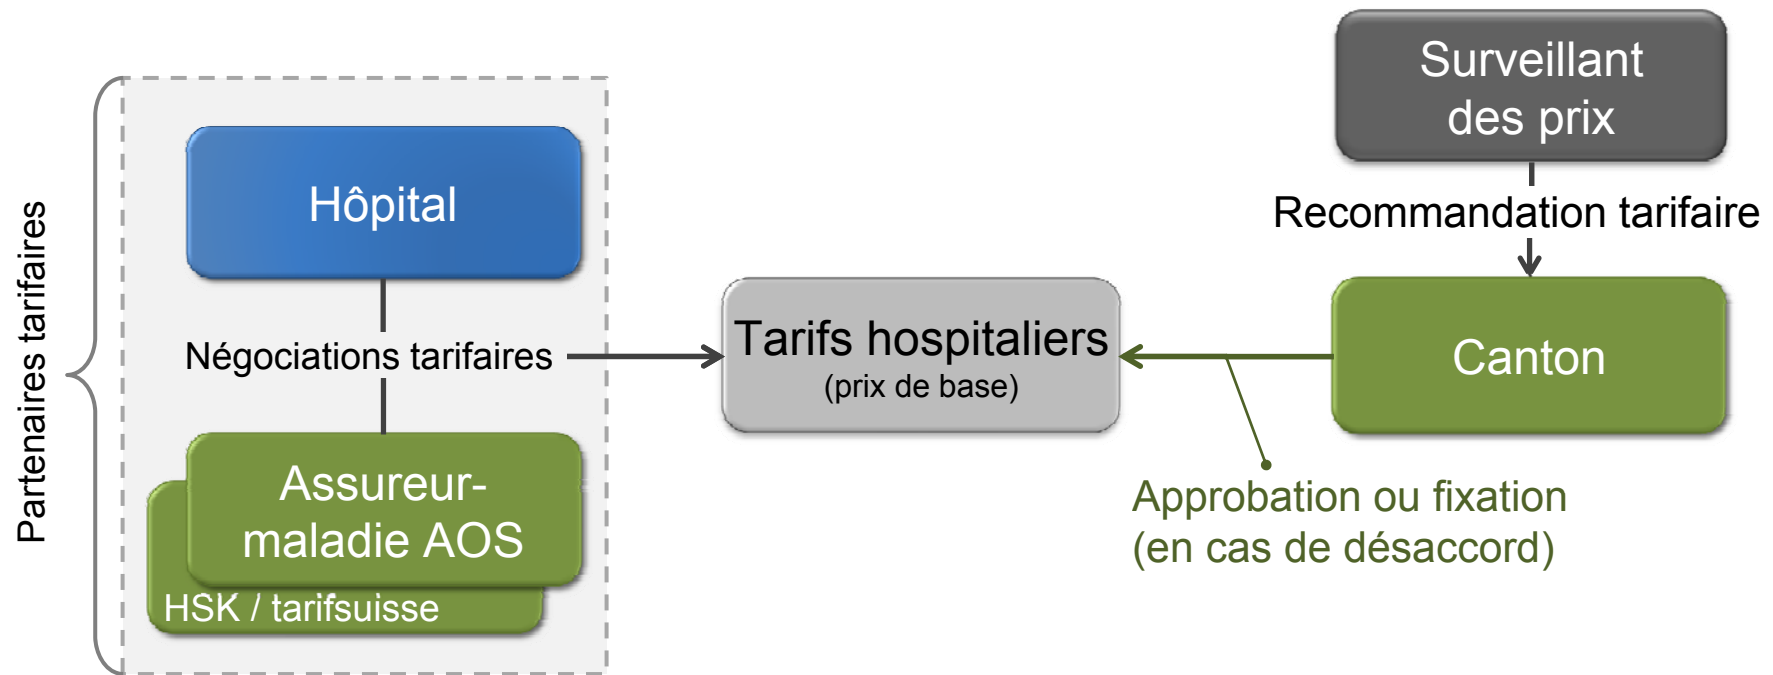 Partenaires tarifaires
Hôpital
Négociations tarifaires
Assureur-
maladie AOS
HSK / tarifsuisse
Tarifs hospitaliers
(prix de base)
Surveillant
des prix
Recommandation tarifaire
Canton
Approbation ou fixation
(en cas de désaccord)